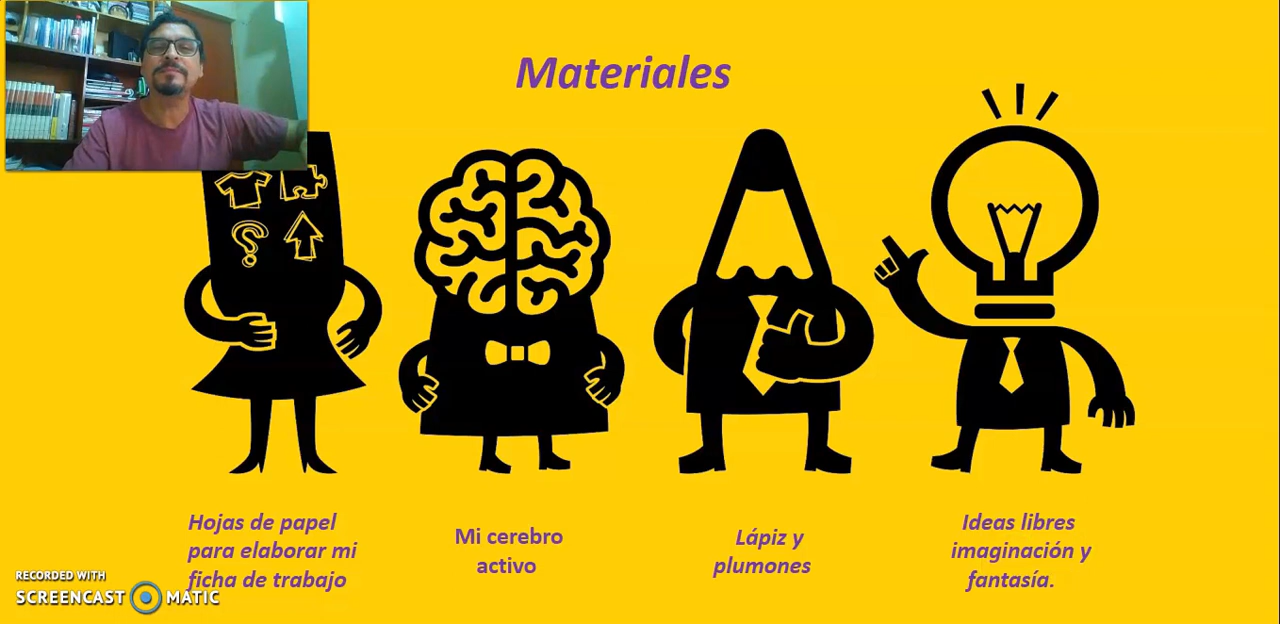 Materiales
Hojas de papel
para elaborar mi
ficha de trabajo
Mi cerebro
activo
Lápiz y
plumones
Ideas libres
imaginación y
fantasía.
RECORDED WITH
SCREENCAST MATIC